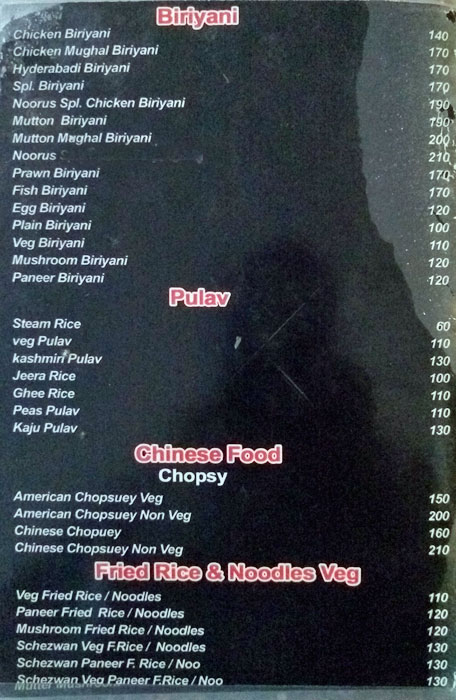 Biriyani
Chicken Biriyani 140
Chicken Mughal Biriyani 170
Hyderabadi Biriyani 170
Spl. Biriyani 170
Noorus Spl. Chicken Biriyani 190
Mutton Biriyani 190
Mutton Mughal Biriyani 200
Noorus 210
Prawn Biriyani 170
Fish Biriyani 170
Egg Biriyani 120
Plain Biriyani 100
Veg Biriyani 110
Mushroom Biriyani 120
Paneer Biriyani 120
Pulav
Steam Rice 60
veg Pulav 110
kashmiri Pulav 130
Jeera Rice 100
Ghee Rice 110
Peas Pulav 110
Kaju Pulav 130
Chinese Food
Chopsy
American Chopsuey Veg 150
American Chopsuey Non Veg 200
Chinese Chopuey 160
Chinese Chopsuey Non Veg 210
Fried Rice & Noodles Veg
Veg Fried Rice / Noodles 110
Paneer Fried Rice / Noodles 120
Mushroom Fried Rice / Noodles 120
Schezwan Veg F.Rice / Noodles 130
Schezwan Paneer F. Rice / Noo 130
Schezwan Veg Paneer F.Rice / Noo 130